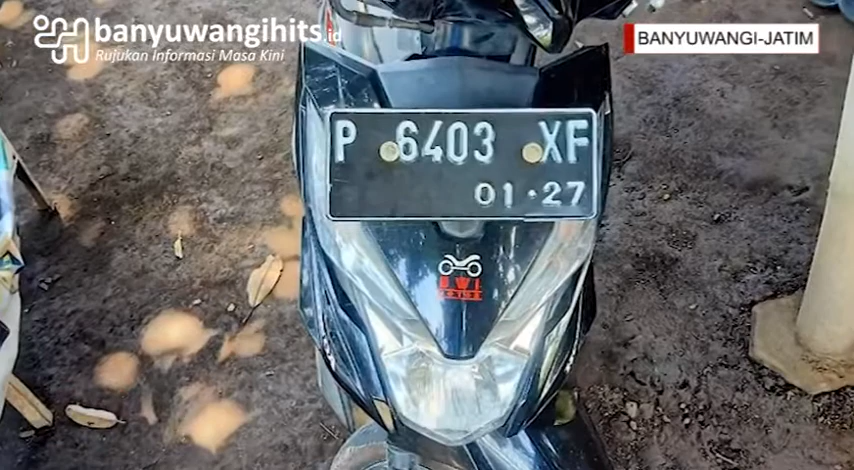 banyuwangihits.id
Rujukan Informasi Masa Kini
BANYUWANGI-JATIM
P 6403 XF
01 · 27
BWI